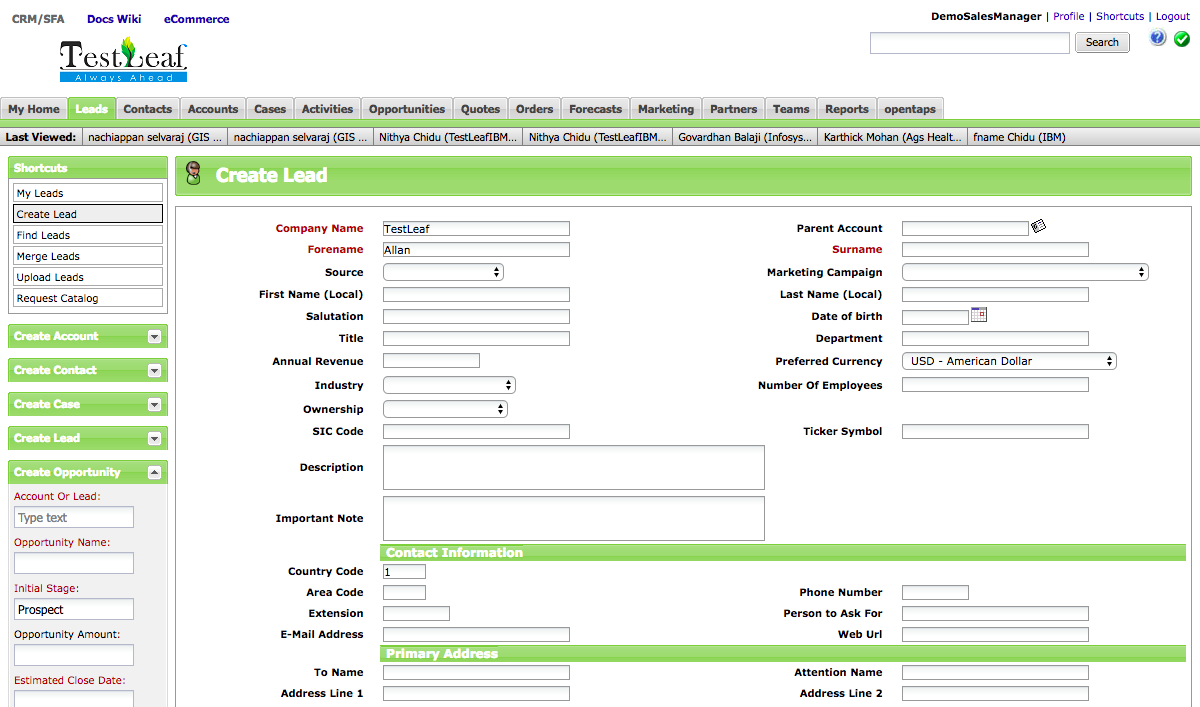 CRM/SFA Docs Wiki eCommerce
DemoSalesManager | Profile | Shortcuts | Logout
TestLeaf
Always Ahead
Search
?
My Home Leads Contacts Accounts Cases Activities Opportunities Quotes Orders Forecasts Marketing Partners Teams Reports opentaps
Last Viewed: nachiappan selvaraj (GIS ... nachiappan selvaraj (GIS ... Nithya Chidu (TestLeafIBM... Nithya Chidu (TestLeafIBM... Govardhan Balaji (Infosys... Karthick Mohan (Ags Healt... fname Chidu (IBM)
Shortcuts
My Leads
Create Lead
Find Leads
Merge Leads
Upload Leads
Request Catalog
Create Account
Create Contact
Create Case
Create Lead
Create Opportunity
Account Or Lead:
Type text
Opportunity Name:
Initial Stage:
Prospect
Opportunity Amount:
Estimated Close Date:
Create Lead
Company Name TestLeaf Parent Account
Forename Allan Surname
Source Marketing Campaign
First Name (Local) Last Name (Local)
Salutation Date of birth
Title Department
Annual Revenue Preferred Currency USD - American Dollar
Industry Number Of Employees
Ownership
SIC Code Ticker Symbol
Description
Important Note
Contact Information
Country Code 1
Area Code Phone Number
Extension Person to Ask For
E-Mail Address Web Url
Primary Address
To Name Attention Name
Address Line 1 Address Line 2